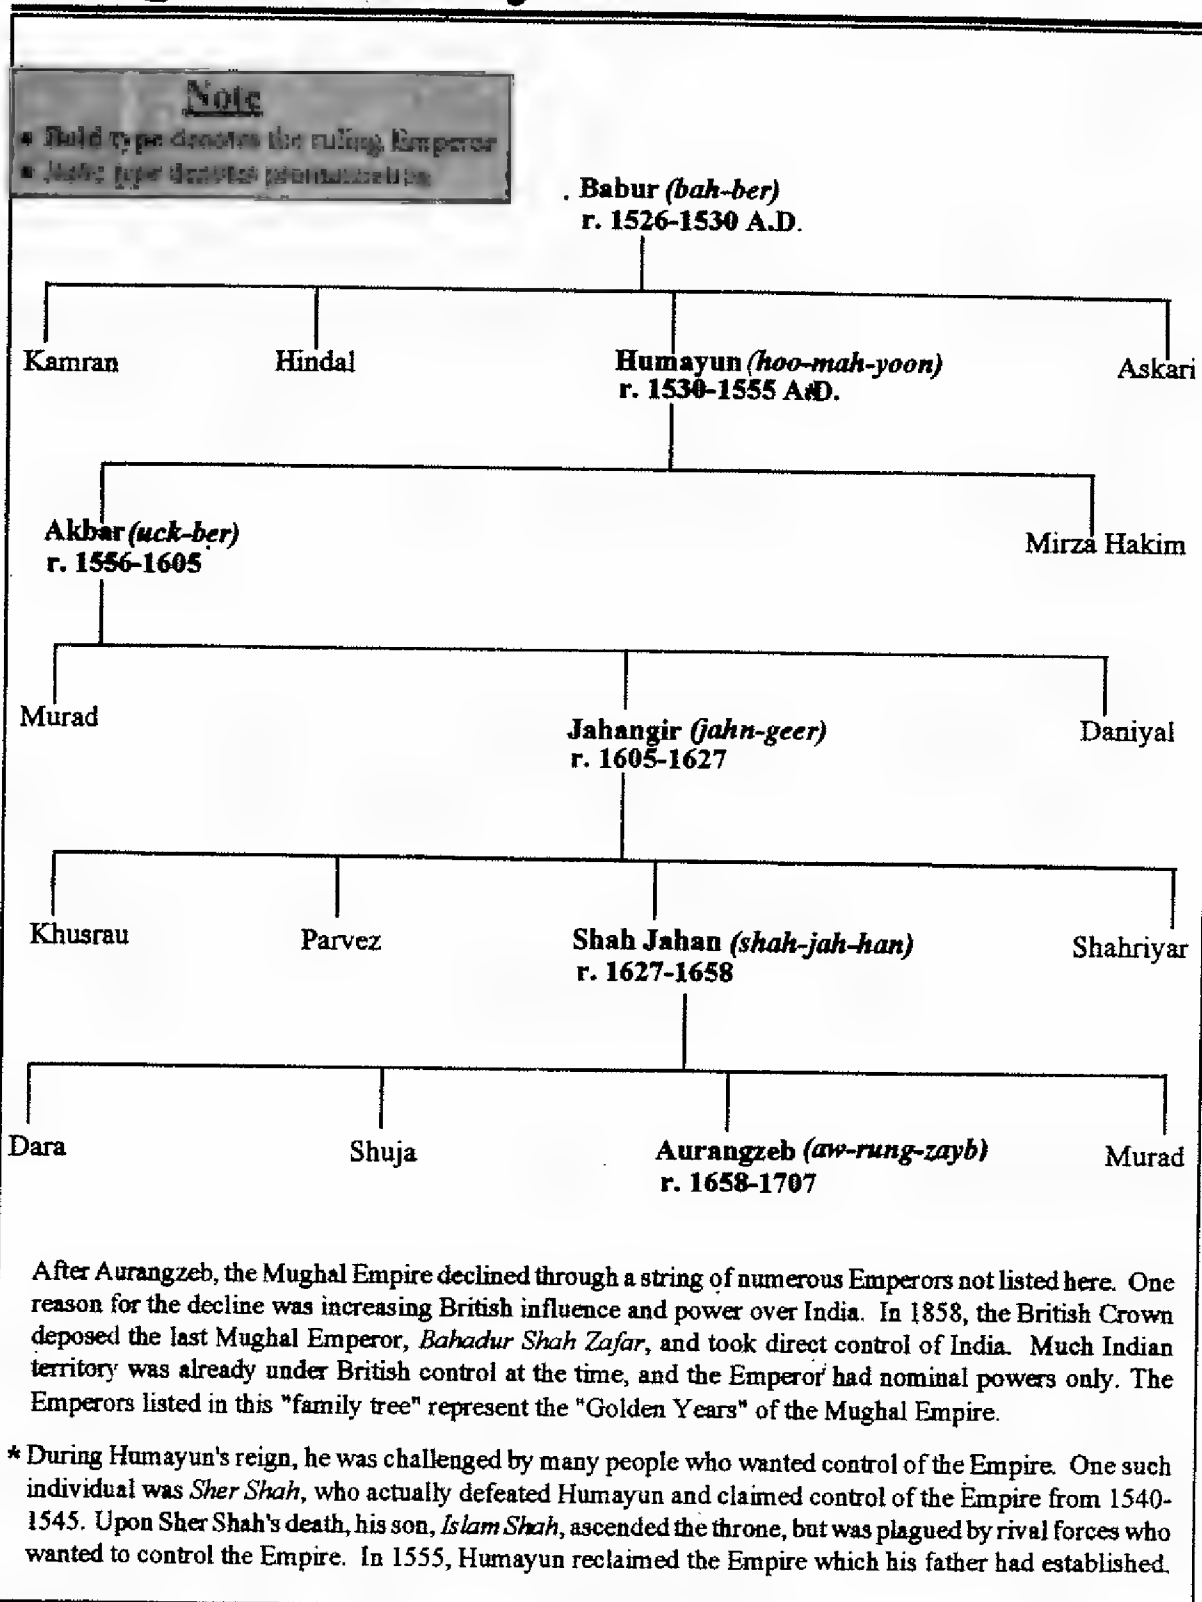 Note
• Bold type denotes the ruling Emperor
• type denotes
. Babur (bah-ber)
r. 1526-1530 A.D.
Kamran
Hindal
Humayun (hoo-mah-yoon)
r. 1530-1555 A*D.
Askari
Akbar (uck-ber)
r. 1556-1605
Mirza Hakim
Murad
Jahangir (jahn-geer)
r. 1605-1627
Daniyal
Khusrau
Parvez
Shah Jahan (shah-jah-han)
r. 1627-1658
Shahriyar
Dara
Shuja
Aurangzeb (aw-rung-zayb)
r. 1658-1707
Murad
After Aurangzeb, the Mughal Empire declined through a string of numerous Emperors not listed here. One
reason for the decline was increasing British influence and power over India. In 1858, the British Crown
deposed the last Mughal Emperor, Bahadur Shah Zafar, and took direct control of India. Much Indian
territory was already under British control at the time, and the Emperor had nominal powers only. The
Emperors listed in this "family tree" represent the "Golden Years" of the Mughal Empire.
* During Humayun's reign, he was challenged by many people who wanted control of the Empire. One such
individual was Sher Shah, who actually defeated Humayun and claimed control of the Empire from 1540-
1545. Upon Sher Shah's death, his son, Islam Shah, ascended the throne, but was plagued by rival forces who
wanted to control the Empire. In 1555, Humayun reclaimed the Empire which his father had established.